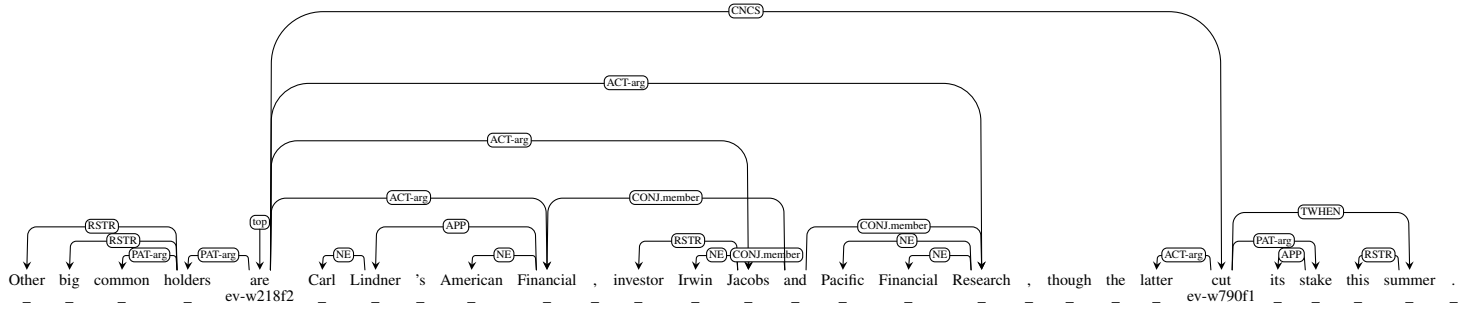 CNCS
ACT-arg
ACT-arg
ACT-arg CONJ.member
TWHEN
RSTR top APP CONJ.member
RSTR RSTR NE PAT-arg
PAT-arg PAT-arg NE NE NE CONJ.member NE ACT-arg APP RSTR
Other big common holders are Carl Lindner 's American Financial , investor Irwin Jacobs and Pacific Financial Research , though the latter cut its stake this summer .
_ _ _ _ ev-w218f2 _ _ _ _ _ _ _ _ _ _ _ _ _ _ _ _ _ ev-w790f1 _ _ _ _ _
_ _ _ _ _ _ _ _ _ _ _ _ _ _ _ _ _ _ _ _ _ _ _ _ _ _ _ _